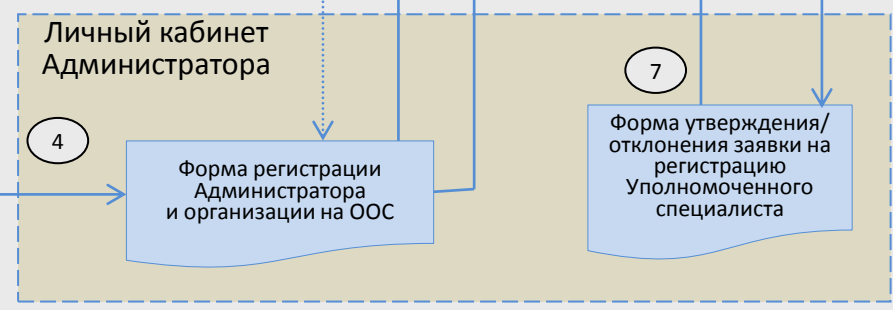 Личный кабинет
Администратора
4
Форма регистрации
Администратора
и организации на ООС
7
Форма утверждения/
отклонения заявки на
регистрацию
Уполномоченного
специалиста